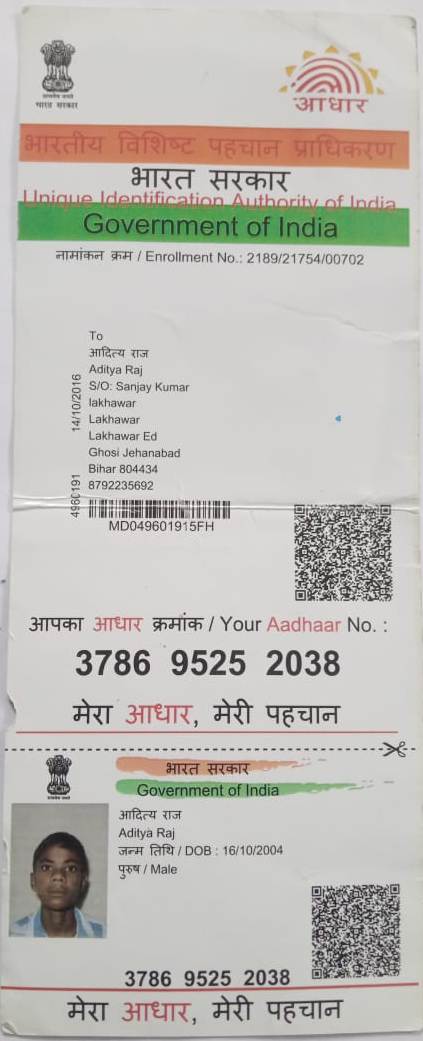 भारत सरकार
आधार
भारतीय विशिष्ट पहचान प्राधिकरण
भारत सरकार
Unique Identification Authority of India
Government of India
नामांकन क्रम / Enrollment No.: 2189/21754/00702
To
आदित्य राज
Aditya Raj
S/O: Sanjay Kumar
lakhawar
Lakhawar
Lakhawar Ed
Ghosi Jehanabad
Bihar 804434
8792235692
14/10/2016
4960191
MD049601915FH
आपका आधार क्रमांक / Your Aadhaar No. :
3786 9525 2038
मेरा आधार, मेरी पहचान
भारत सरकार
Government of India
आदित्य राज
Aditya Raj
जन्म तिथि / DOB : 16/10/2004
पुरुष / Male
3786 9525 2038
मेरा आधार, मेरी पहचान